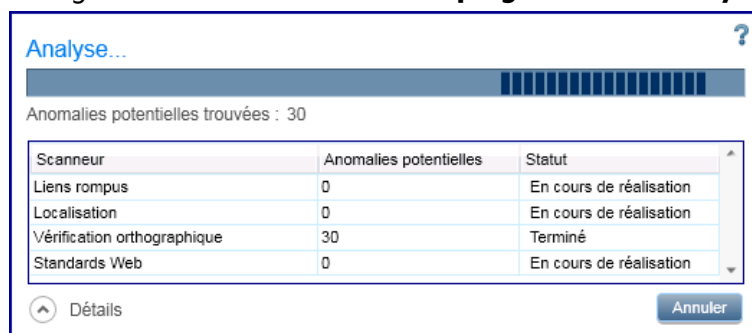 Analyse...
?
Anomalies potentielles trouvées : 30
Scanneur Anomalies potentielles Statut
Liens rompus 0 En cours de réalisation
Localisation 0 En cours de réalisation
Vérification orthographique 30 Terminé
Standards Web 0 En cours de réalisation
Détails Annuler